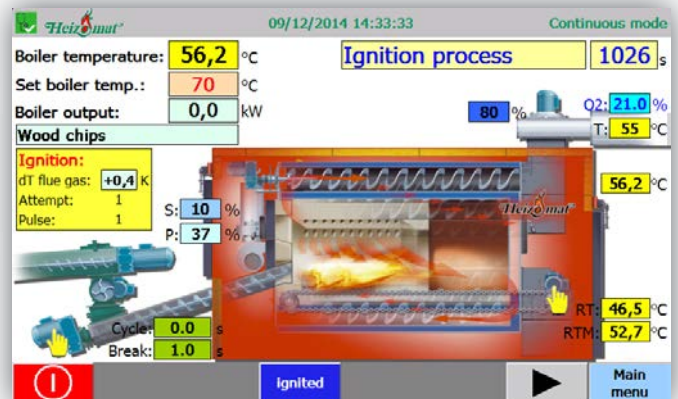 Heizomat 09/12/2014 14:33:33 Continuous mode
Boiler temperature: 56,2 °C Ignition process 1026 s
Set boiler temp.: 70 °C
Boiler output: 0,0 kW 80 % Q2: 21.0 %
Wood chips T: 55 °C
Ignition:
dT flue gas: +0,4 K 56,2 °C
Attempt: 1
Pulse: 1
S: 10 % Heizomat
P: 37 %
RT: 46,5 °C
Cycle: 0.0 s RTM: 52,7 °C
Break: 1.0 s
ignited Main
menu